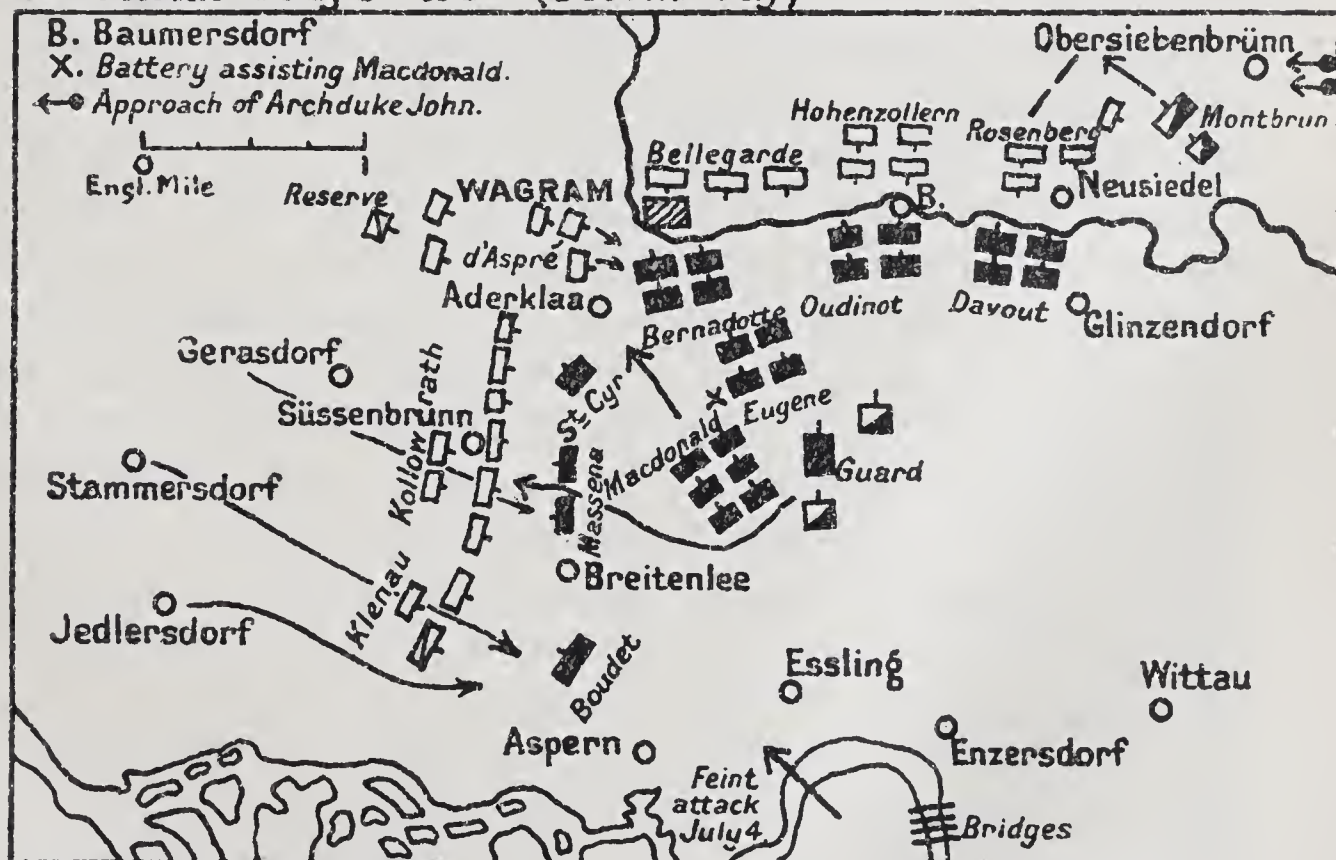 B. Baumersdorf
X. Battery assisting Macdonald.
Approach of Archduke John.
Engl. Mile
Obersiebenbrünn
Montbrun
Hohenzollern
Rosenberg
Bellegarde
Neusiedel
B.
Reserve
WAGRAM
d'Aspré
Aderklaa
Bernadotte
Oudinot
Davout
Glinzendorf
Gerasdorf
Süssenbrünn
Kollowrath
St Cyr
X
Eugene
Macdonald
Massena
Guard
Stammersdorf
Breitenlee
Klenau
Jedlersdorf
Boudet
Essling
Wittau
Aspern
Enzersdorf
Feint
attack
July 4.
Bridges